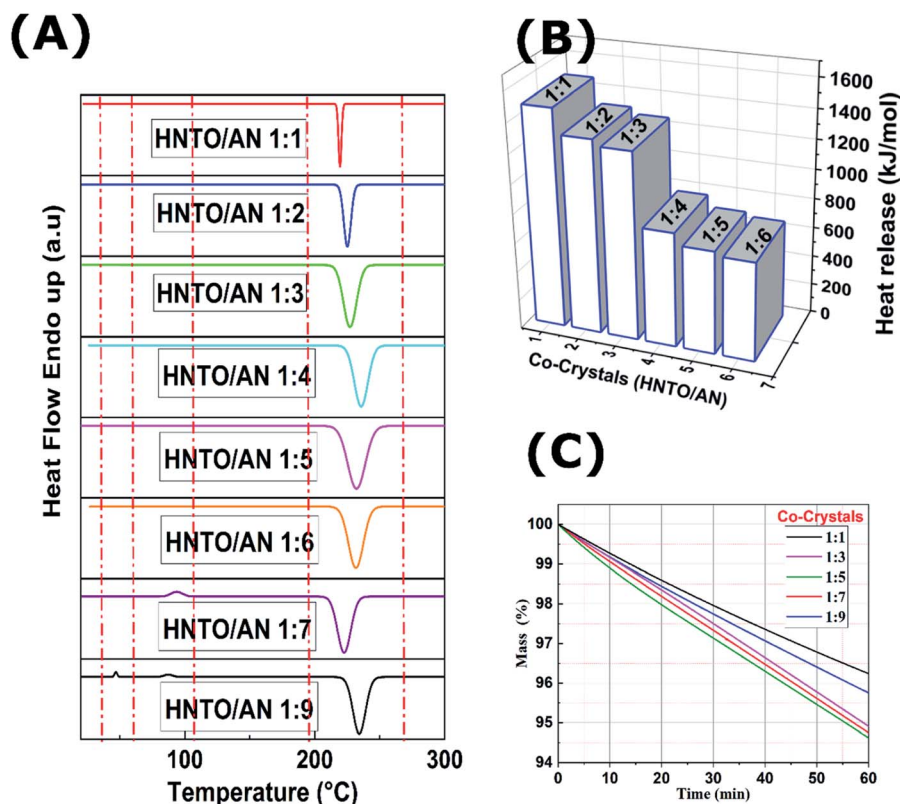 (A)
Heat Flow Endo up (a.u)
HNTO/AN 1:1
HNTO/AN 1:2
HNTO/AN 1:3
HNTO/AN 1:4
HNTO/AN 1:5
HNTO/AN 1:6
HNTO/AN 1:7
HNTO/AN 1:9
0
100
200
300
Temperature (°C)
(B)
1:1
1:2
1:3
1:4
1:5
1:6
1600
1400
1200
1000
800
600
400
200
0
Heat release (kJ/mol)
1
2
3
4
5
6
7
Co-Crystals (HNTO/AN)
(C)
Co-Crystals
1:1
1:3
1:5
1:7
1:9
100
99
98
97
96
95
94
Mass (%)
0
10
20
30
40
50
60
Time (min)